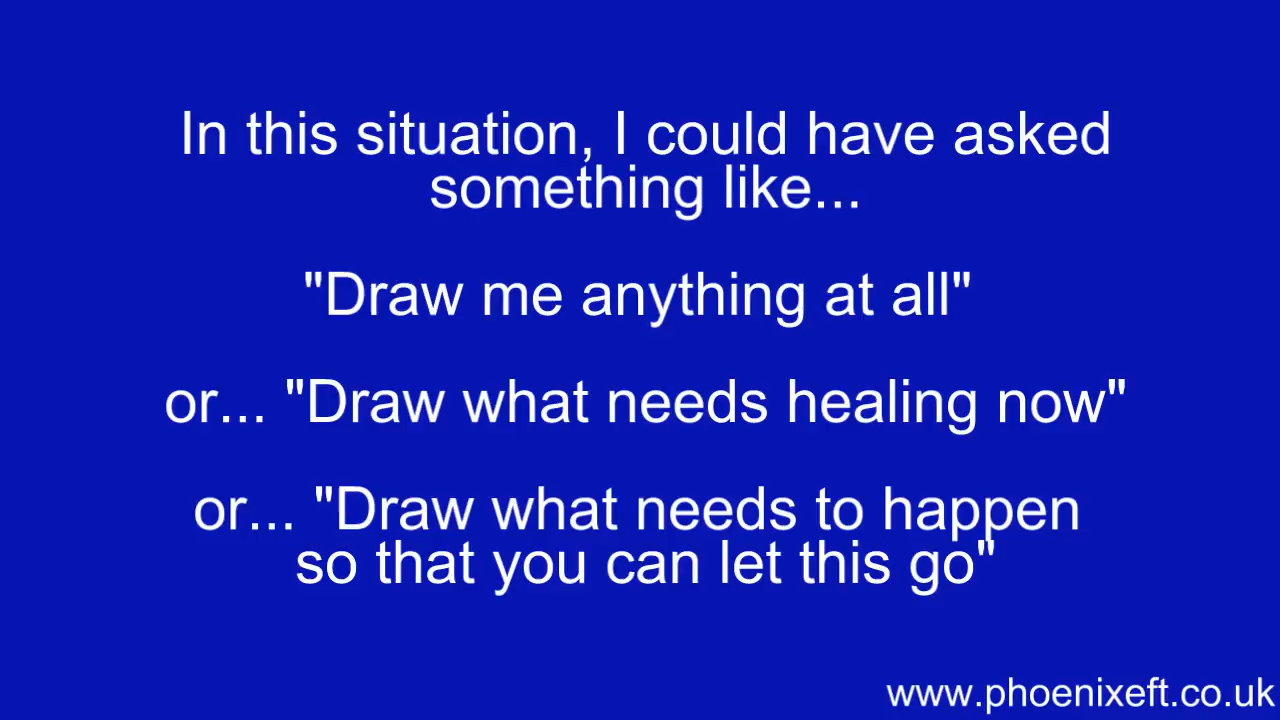 In this situation, I could have asked
something like...
"Draw me anything at all"
or... "Draw what needs healing now"
or... "Draw what needs to happen
so that you can let this go"
www.phoenixeft.co.uk